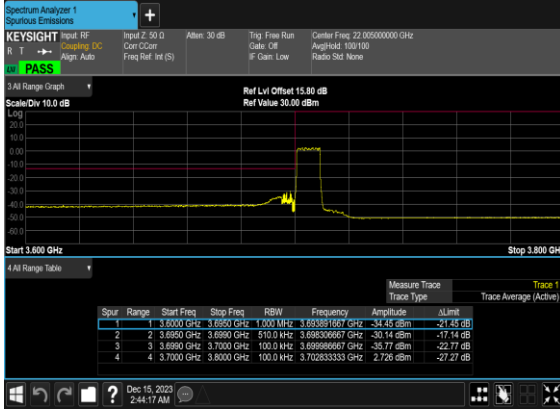 Spectrum Analyzer 1
Spurious Emissions
+
KEYSIGHT Input: RF Input Z: 50 Ω Atten: 30 dB Trig: Free Run Center Freq: 22.005000000 GHz
R T Coupling: DC Corr CCorr Gate: Off Avg|Hold: 100/100
Align: Auto Freq Ref: Int (S) IF Gain: Low Radio Std: None
PASS
3 All Range Graph
Ref Lvl Offset 15.80 dB
Scale/Div 10.0 dB Ref Value 30.00 dBm
Log
20.0
10.0
0.00
-10.0
-20.0
-30.0
-40.0
-50.0
-60.0
Start 3.600 GHz Stop 3.800 GH
4 All Range Table
Measure Trace Trace 1
Trace Type Trace Average (Active)
Spur Range Start Freq Stop Freq RBW Frequency Amplitude ΔLimit
1 1 3.6000 GHz 3.6950 GHz 1.000 MHz 3.693891667 GHz -34.45 dBm -21.45 dB
2 2 3.6950 GHz 3.6990 GHz 510.0 kHz 3.698306667 GHz -30.14 dBm -17.14 dB
3 3 3.6990 GHz 3.7000 GHz 100.0 kHz 3.699986667 GHz -35.77 dBm -22.77 dB
4 4 3.7000 GHz 3.8000 GHz 100.0 kHz 3.702833333 GHz 2.726 dBm -27.27 dB
? Dec 15, 2023
2:44:17 AM